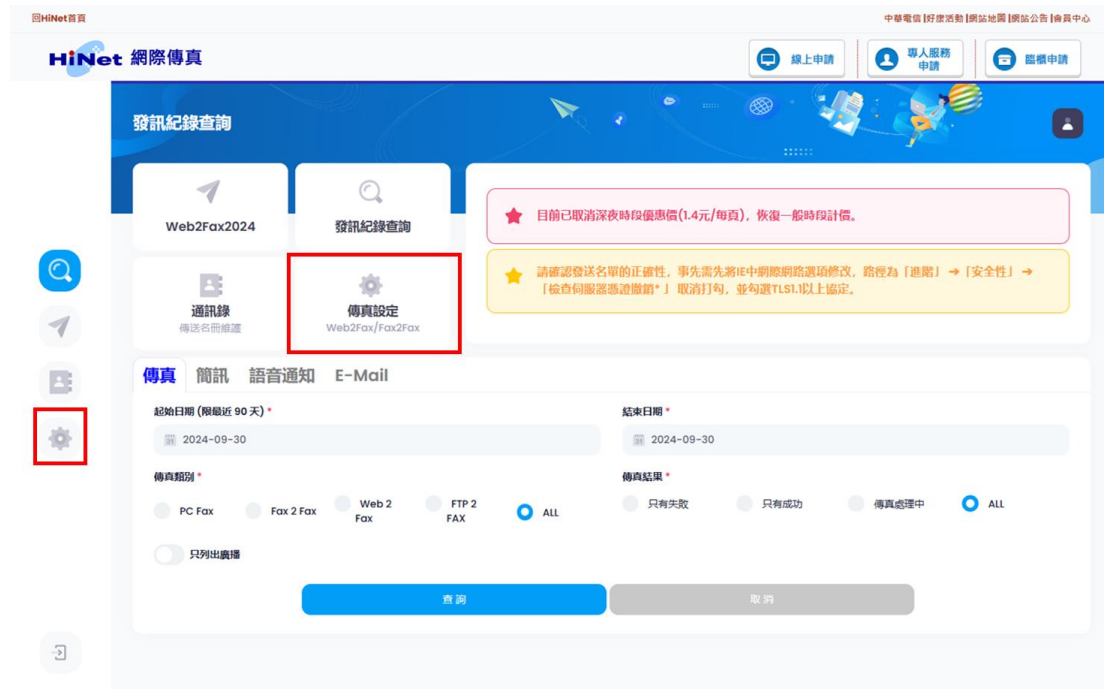 回HiNet首頁
中華電信|好康活動|網站地圖|網站公告|會員中心
HiNet 網際傳真
線上申請
專人服務
申請
臨櫃申請
發訊紀錄查詢
Web2Fax2024
發訊紀錄查詢
目前已取消深夜時段優惠價(1.4元/每頁)，恢復一般時段計價。
請確認發送名單的正確性，事先需先將IE中網際網路選項修改，路徑為「進階」→「安全性」→
「檢查伺服器憑證撤銷*」取消打勾，並勾選TLS1.1以上協定。
通訊錄
傳送名冊維護
傳真設定
Web2Fax/Fax2Fax
傳真
簡訊
語音通知
E-Mail
起始日期 (限最近 90 天) *
結束日期 *
31 2024-09-30
31 2024-09-30
傳真類別 *
傳真結果 *
PC Fax
Fax 2 Fax
Web 2
Fax
FTP 2
FAX
ALL
只有失敗
只有成功
傳真處理中
ALL
只列出廣播
查詢
取消